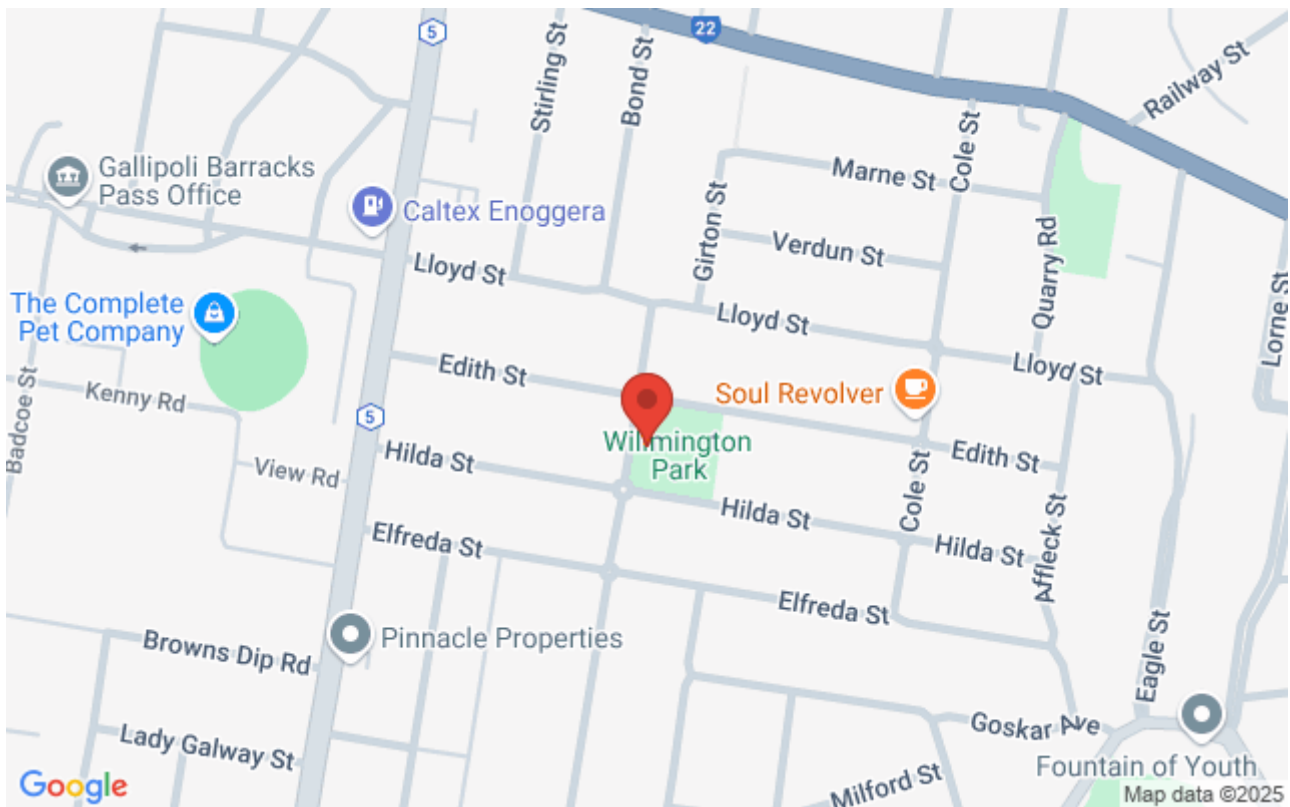 5
22
Stirling St
Bond St
Railway St
Cole St
Gallipoli Barracks
Pass Office
Marne St
Caltex Enoggera
Girton St
Verdun St
Quarry Rd
Lloyd St
The Complete
Pet Company
Lloyd St
Lorne St
Lloyd St
Edith St
Soul Revolver
Kenny Rd
Badcoe St
5
Willmington
Park
Edith St
Hilda St
View Rd
Cole St
Hilda St
Elfreda St
Hilda St
Affleck St
Elfreda St
Pinnacle Properties
Browns Dip Rd
Eagle St
Goskar Ave
Lady Galway St
Fountain of Youth
Milford St
Google
Map data ©2025